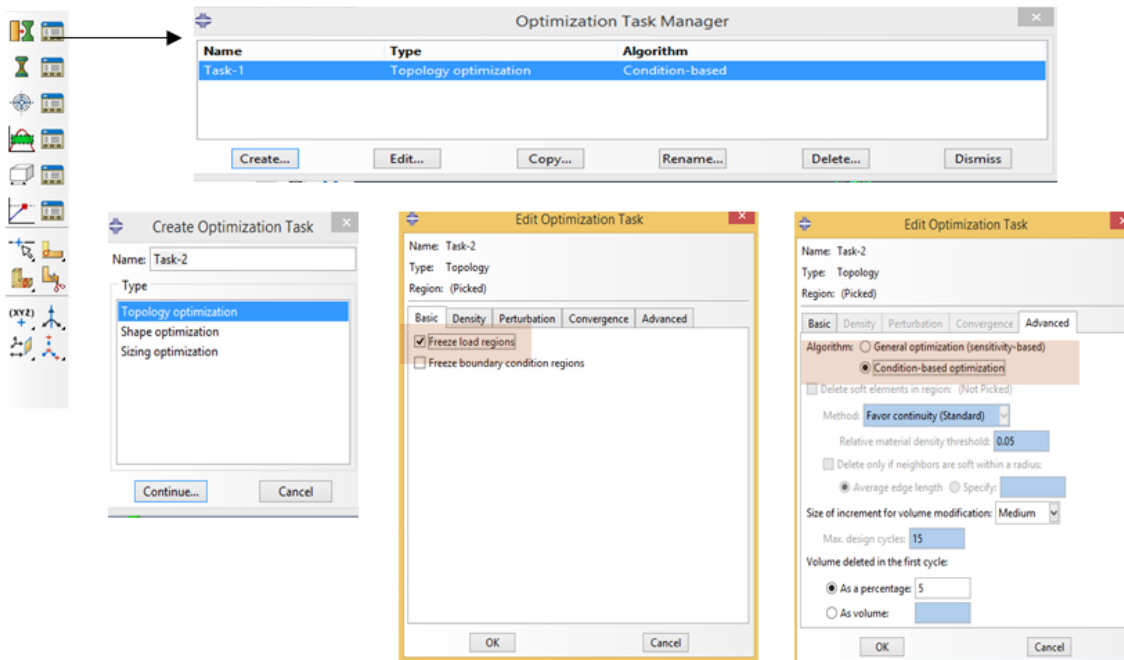 Optimization Task Manager
Name Type Algorithm
Task-1 Topology optimization Condition-based
Create... Edit... Copy... Rename... Delete... Dismiss
(XYZ)
Create Optimization Task
Name: Task-2
Type
Topology optimization
Shape optimization
Sizing optimization
Continue... Cancel
Edit Optimization Task
Name: Task-2
Type: Topology
Region: (Picked)
Basic Density Perturbation Convergence Advanced
Freeze load regions
Freeze boundary condition regions
OK Cancel
Edit Optimization Task
Name: Task-2
Type: Topology
Region: (Picked)
Basic Density Perturbation Convergence Advanced
Algorithm: General optimization (sensitivity-based)
Condition-based optimization
Delete soft elements in region: (Not Picked)
Method: Favor continuity (Standard)
Relative material density threshold: 0.05
Delete only if neighbors are soft within a radius:
Average edge length Specify:
Size of increment for volume modification: Medium
Max. design cycles: 15
Volume deleted in the first cycle:
As a percentage: 5
As volume:
OK Cancel